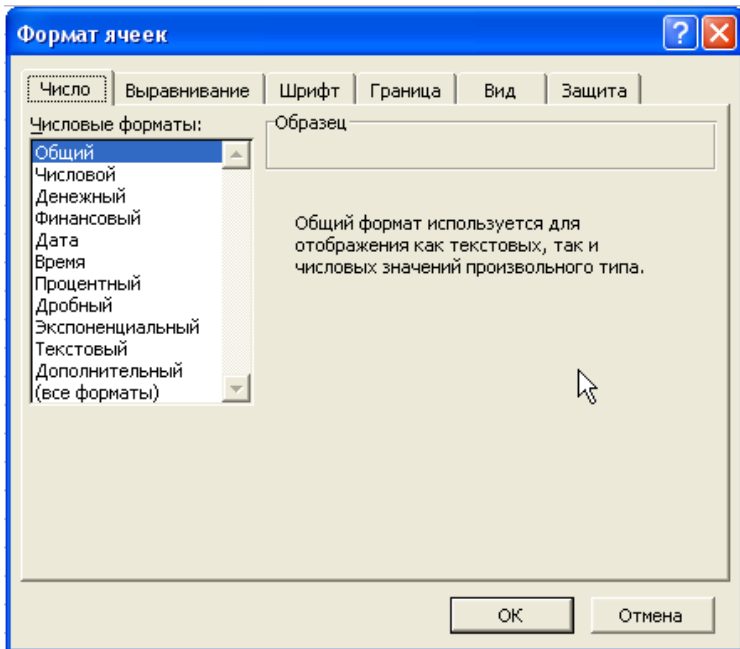 Формат ячеек
Число
Выравнивание
Шрифт
Граница
Вид
Защита
Числовые форматы:
Общий
Числовой
Денежный
Финансовый
Дата
Время
Процентный
Дробный
Экспоненциальный
Текстовый
Дополнительный
(все форматы)
Образец
Общий формат используется для
отображения как текстовых, так и
числовых значений произвольного типа.
ОК
Отмена